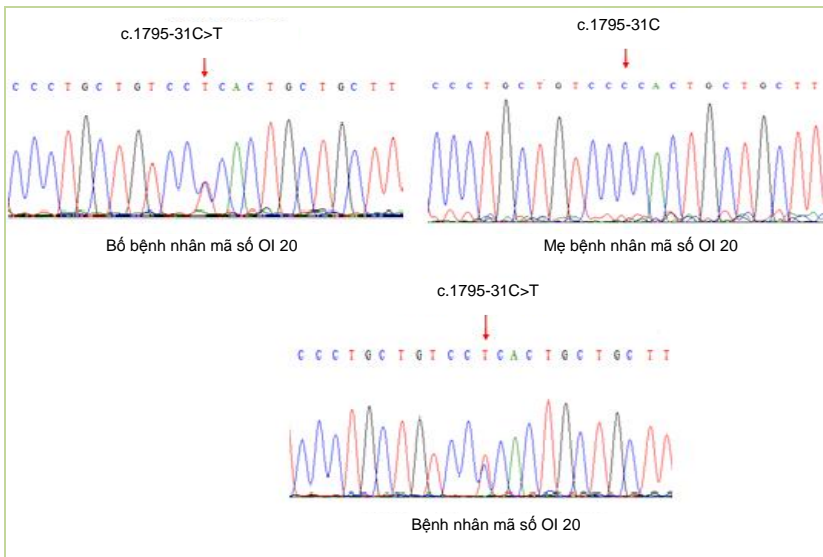 c.1795-31C>T
C C C T G C T G T C C T C A C T G C T G C T T
Bố bệnh nhân mã số OI 20
c.1795-31C
C C C T G C T G T C C C C A C T G C T G C T T
Mẹ bệnh nhân mã số OI 20
c.1795-31C>T
C C C T G C T G T C C T C A C T G C T G C T T
Bệnh nhân mã số OI 20